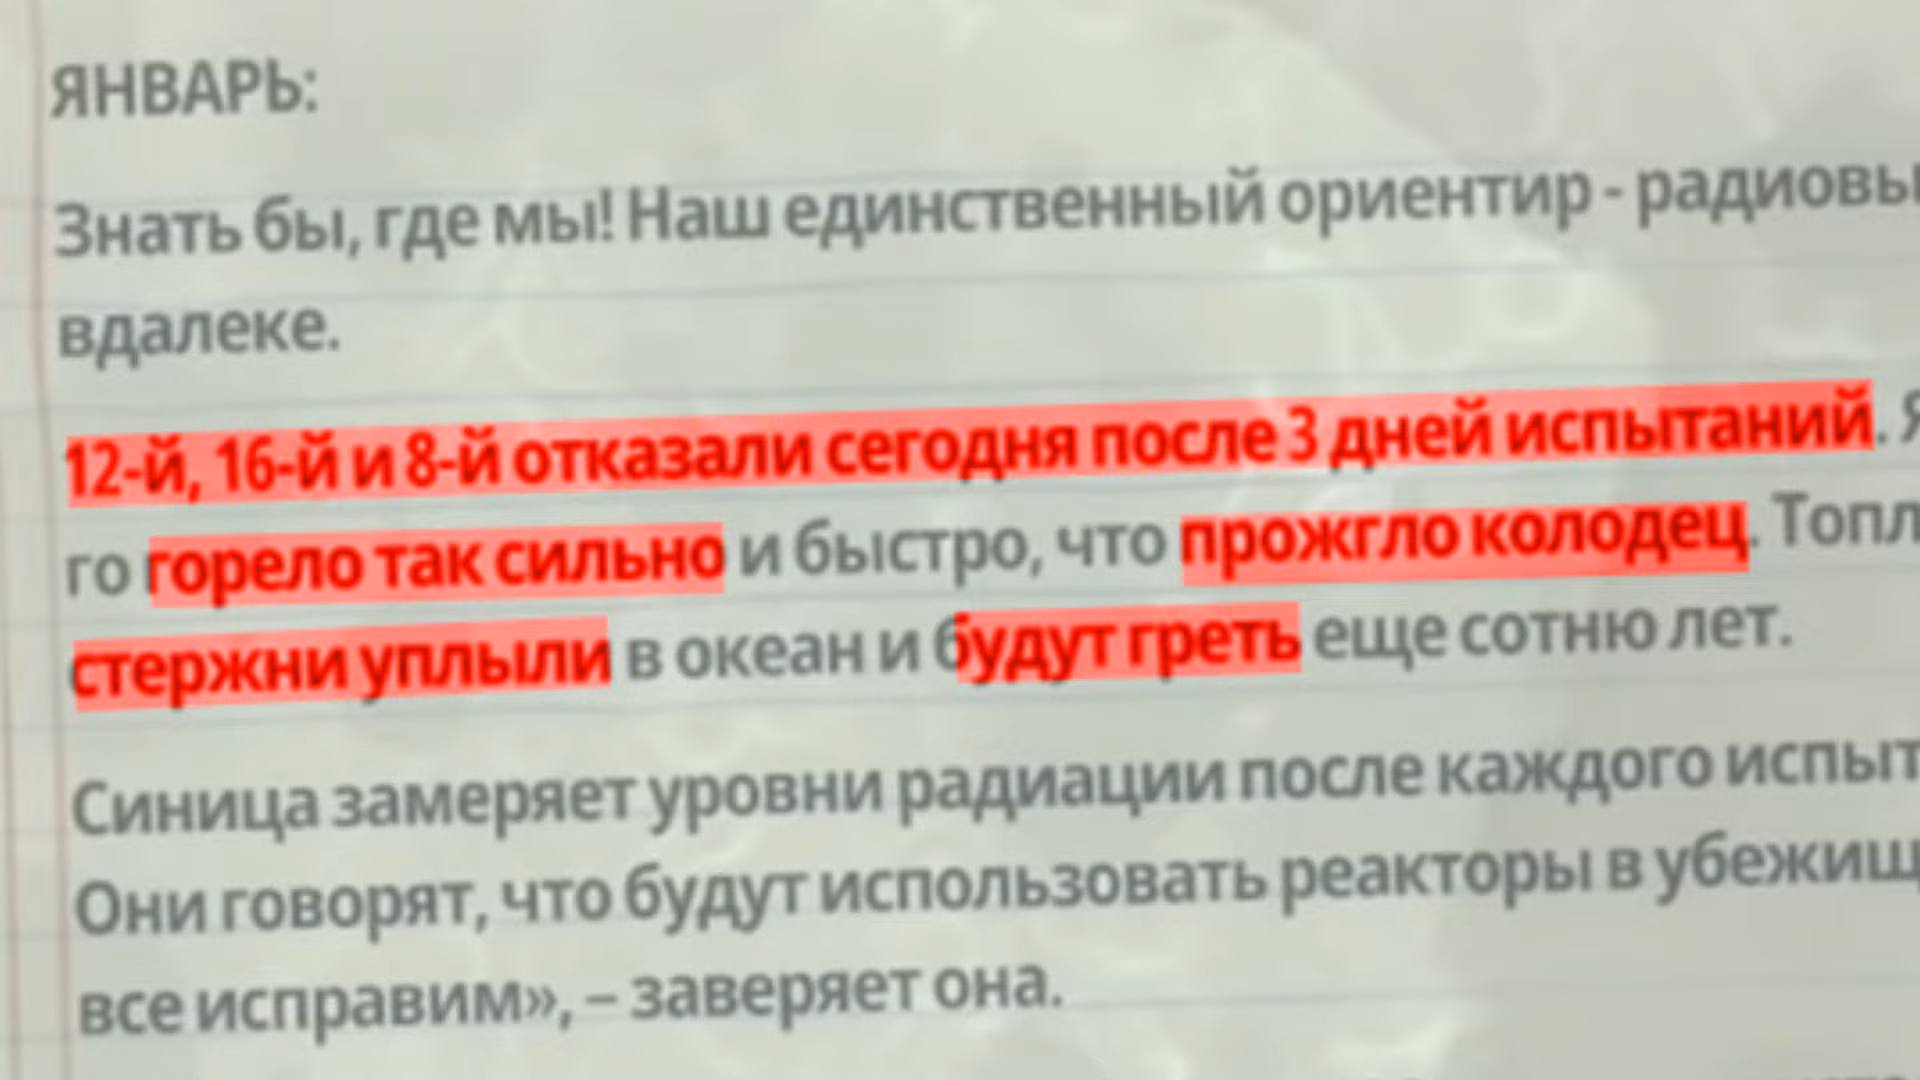 ЯНВАРЬ:
Знать бы, где мы! Наш единственный ориентир - радиовы
вдалеке.
12-й, 16-й и 8-й отказали сегодня после 3 дней испытаний. Я
го горело так сильно и быстро, что прожгло колодец. Топл
стержни уплыли в океан и будут греть еще сотню лет.
Синица замеряет уровни радиации после каждого испыт
Они говорят, что будут использовать реакторы в убежищ
все исправим», – заверяет она.